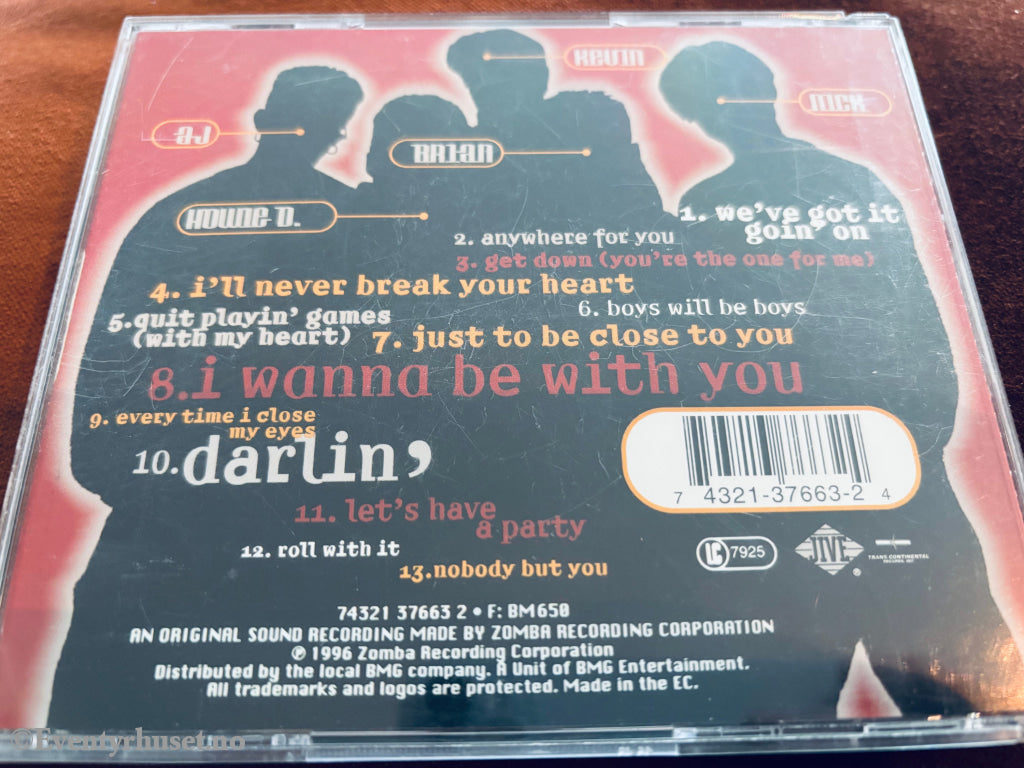 KEVIN
NICK
AJ
BRIAN
HOWIE D.
1. we've got it
goin' on
2. anywhere for you
3. get down (you're the one for me)
4. i'll never break your heart
5.quit playin' games
(with my heart)
6. boys will be boys
7. just to be close to you
8.i wanna be with you
9. every time i close
my eyes
10.darlin'
11. let's have
a party
12. roll with it
13.nobody but you
7 4321-37663-2 4
LC 7925
JIVE
®
TRANS CONTINENTAL
RECORDS, INC
74321 37663 2 • F: BM650
AN ORIGINAL SOUND RECORDING MADE BY ZOMBA RECORDING CORPORATION
℗ 1996 Zomba Recording Corporation
Distributed by the local BMG company. A Unit of BMG Entertainment.
All trademarks and logos are protected. Made in the EC.
©Eventyrhuset.no